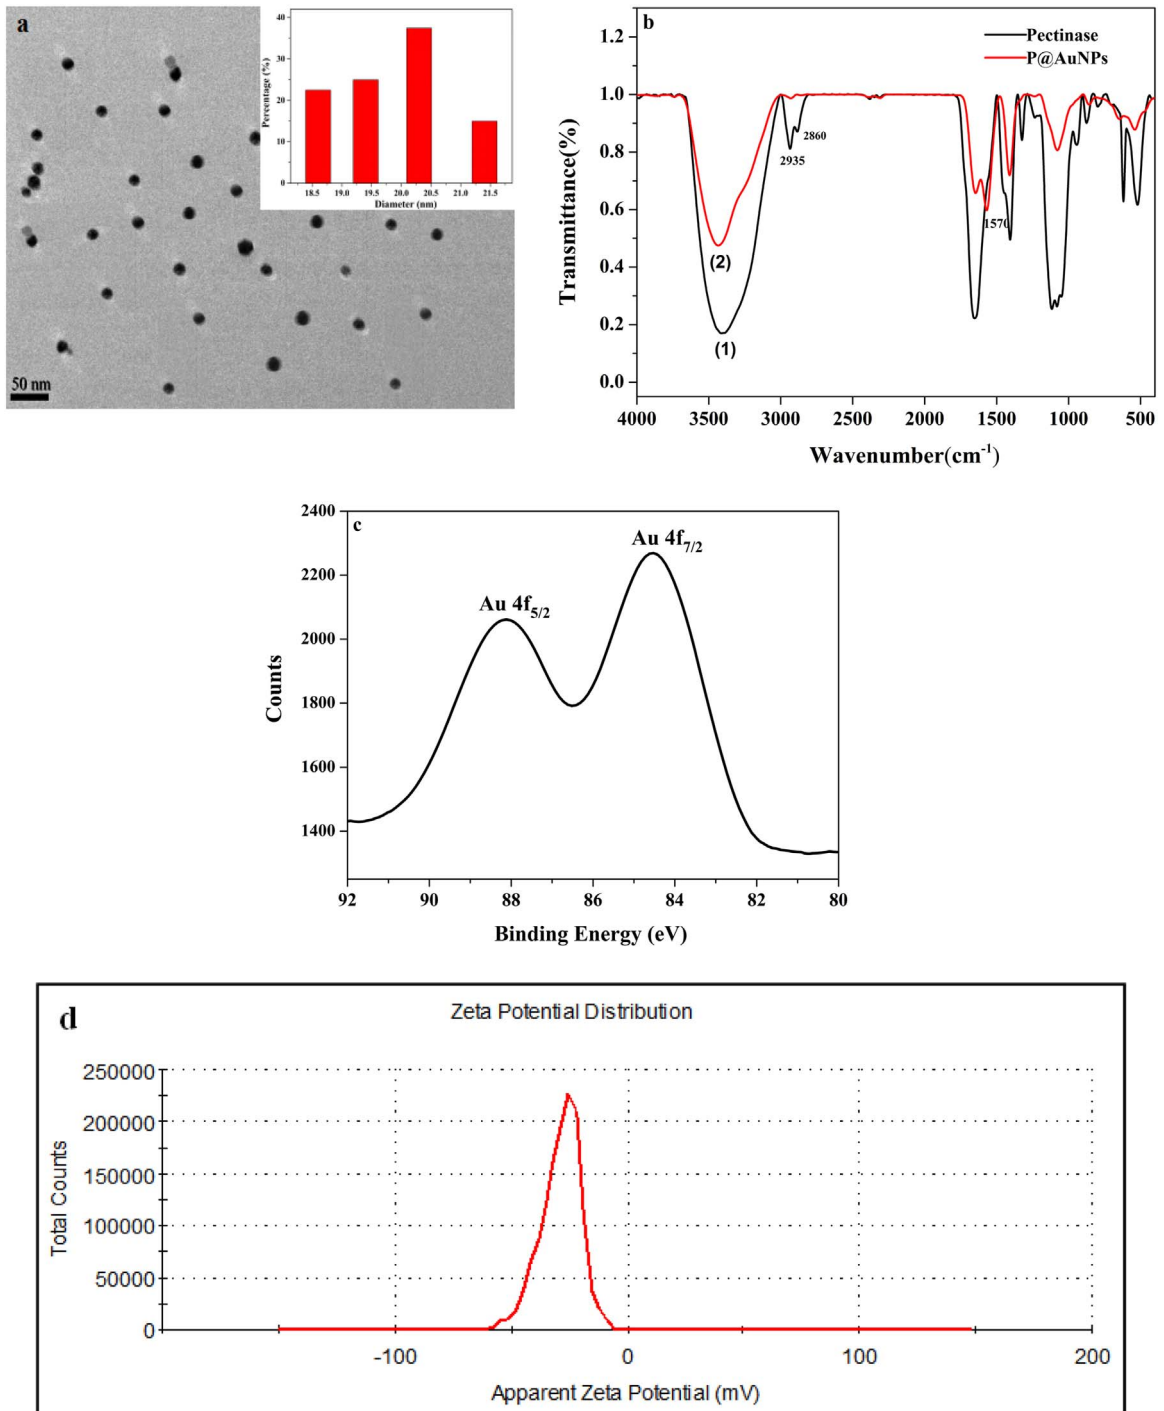 a
40
30
20
10
0
Percentage (%)
18.5 19.0 19.5 20.0 20.5 21.0 21.5
Diameter (nm)
50 nm
b
Pectinase
P@AuNPs
1.2
1.0
0.8
0.6
0.4
0.2
0.0
Transmittance(%)
2860
2935
1570
(2)
(1)
4000 3500 3000 2500 2000 1500 1000 500
Wavenumber(cm-1)
c
Au 4f7/2
Au 4f5/2
2400
2200
2000
1800
1600
1400
Counts
92 90 88 86 84 82 80
Binding Energy (eV)
d
Zeta Potential Distribution
250000
200000
150000
100000
50000
0
Total Counts
-100 0 100 200
Apparent Zeta Potential (mV)